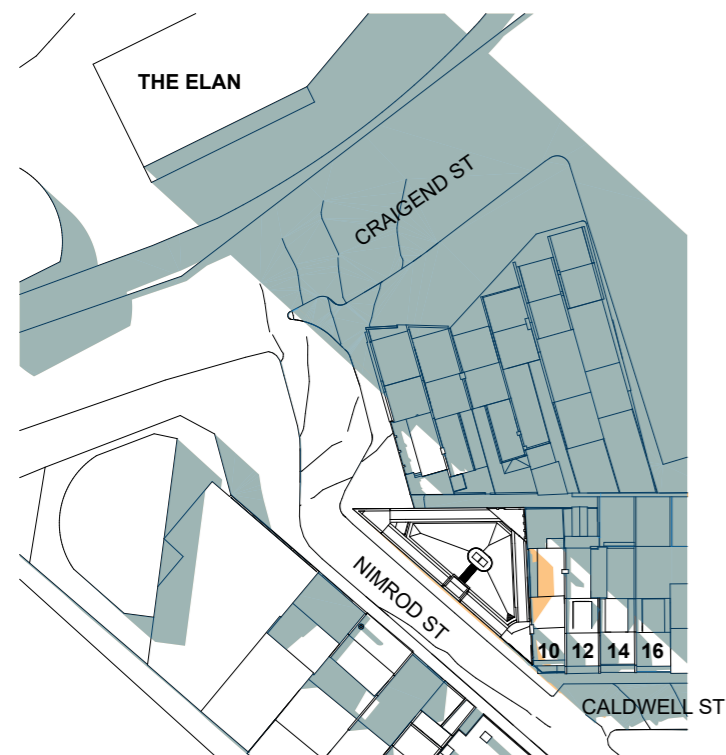 THE ELAN
CRAIGEND ST
NIMROD ST
10 12 14 16
CALDWELL ST